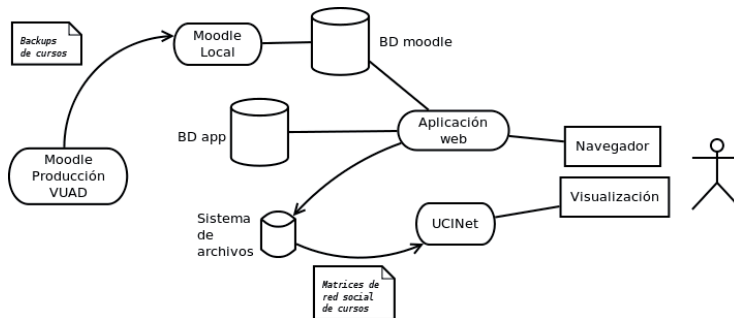 Backups
de cursos
Moodle
Local
BD moodle
BD app
Aplicación
web
Moodle
Producción
VUAD
Navegador
Visualización
Sistema
de
archivos
UCINet
Matrices de
red social
de cursos